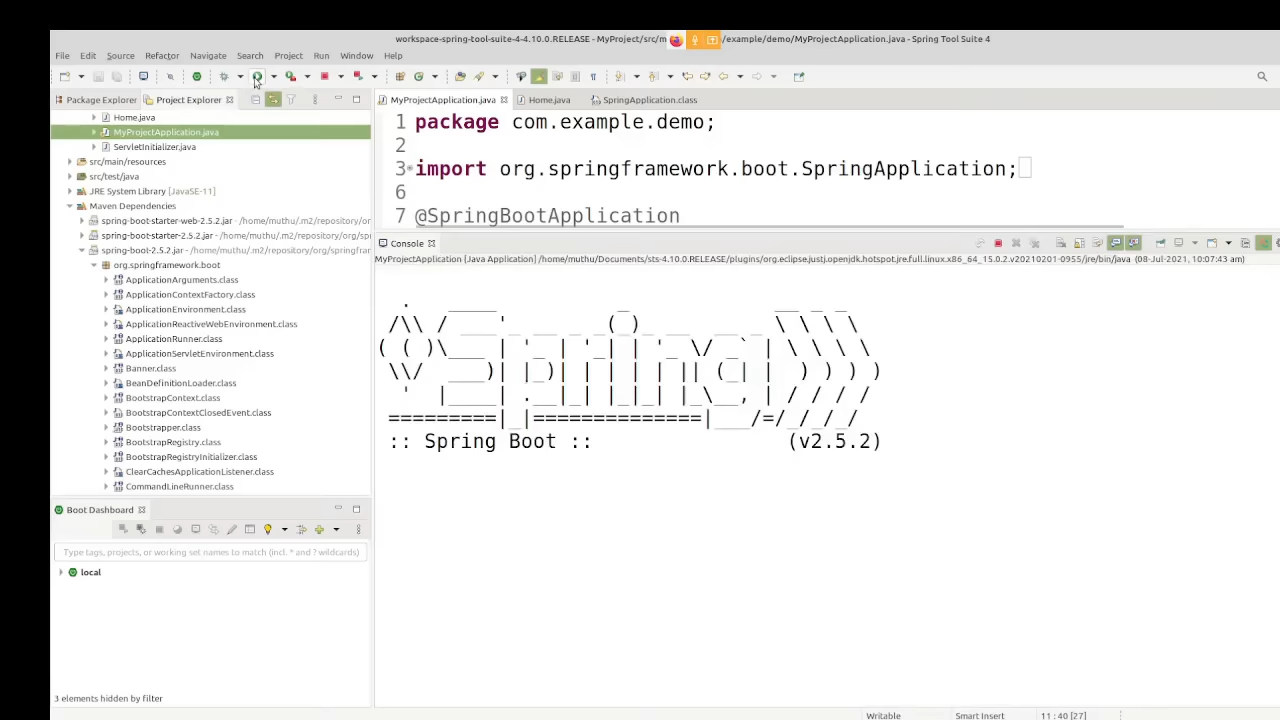 workspace-spring-tool-suite-4-4.10.0.RELEASE - MyProject/src/m /example/demo/MyProjectApplication.java - Spring Tool Suite 4
File Edit Source Refactor Navigate Search Project Run Window Help
Package Explorer Project Explorer
Home.java
MyProjectApplication.java
ServletInitializer.java
src/main/resources
src/test/java
JRE System Library [JavaSE-11]
Maven Dependencies
spring-boot-starter-web-2.5.2.jar - /home/muthu/.m2/repository/or
spring-boot-starter-2.5.2.jar - /home/muthu/.m2/repository/org/spr
spring-boot-2.5.2.jar - /home/muthu/.m2/repository/org/springfran
org.springframework.boot
ApplicationArguments.class
ApplicationContextFactory.class
ApplicationEnvironment.class
ApplicationReactiveWebEnvironment.class
ApplicationRunner.class
ApplicationServletEnvironment.class
Banner.class
BeanDefinitionLoader.class
BootstrapContext.class
BootstrapContextClosedEvent.class
Bootstrapper.class
BootstrapRegistry.class
BootstrapRegistryInitializer.class
ClearCachesApplicationListener.class
CommandLineRunner.class
Boot Dashboard
Type tags, projects, or working set names to match (incl. * and ? wildcards)
local
3 elements hidden by filter
MyProjectApplication.java Home.java SpringApplication.class
1 package com.example.demo;
2
3 import org.springframework.boot.SpringApplication;
6
7 @SpringBootApplication
Console
MyProjectApplication [Java Application] /home/muthu/Documents/sts-4.10.0.RELEASE/plugins/org.eclipse.justj.openjdk.hotspot.jre.full.linux.x86_64_15.0.2.v20210201-0955/jre/bin/java (08-Jul-2021, 10:07:43 am)
Spring
:: Spring Boot :: (v2.5.2)
Writable Smart Insert 11 : 40 [27]